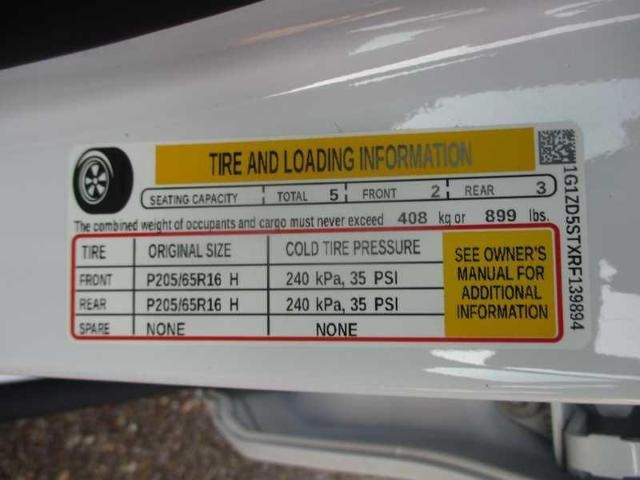 TIRE AND LOADING INFORMATION
SEATING CAPACITY TOTAL 5 FRONT 2 REAR 3
The combined weight of occupants and cargo must never exceed 408 kg or 899 lbs.
TIRE ORIGINAL SIZE COLD TIRE PRESSURE
FRONT P205/65R16 H 240 kPa, 35 PSI
REAR P205/65R16 H 240 kPa, 35 PSI
SPARE NONE NONE
SEE OWNER'S
MANUAL FOR
ADDITIONAL
INFORMATION
1G1ZD5STXRF139894